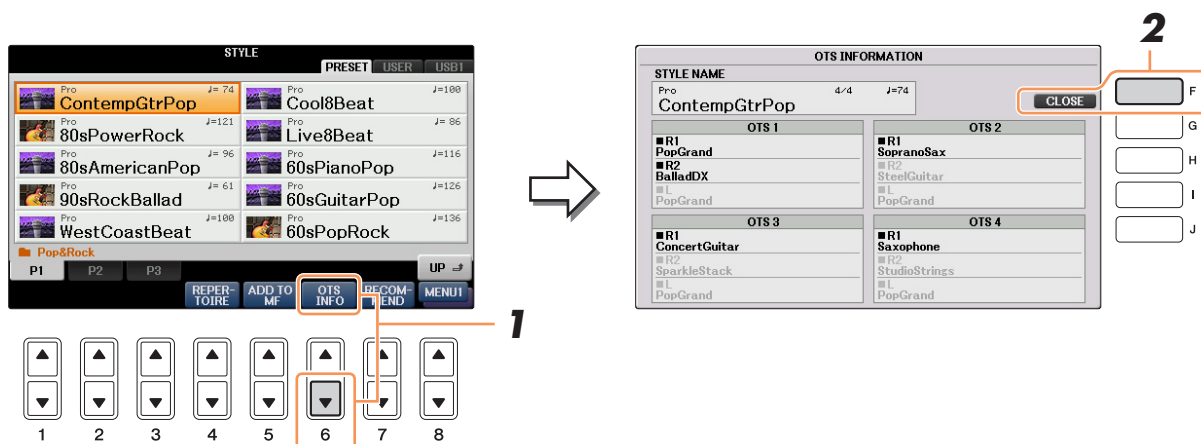 STYLE
PRESET USER USB1
Pro ♩= 74
ContempGtrPop
Pro ♩=100
Cool8Beat
Pro ♩=121
80sPowerRock
Pro ♩= 86
Live8Beat
Pro ♩= 96
80sAmericanPop
Pro ♩=116
60sPianoPop
Pro ♩= 61
90sRockBallad
Pro ♩=126
60sGuitarPop
Pro ♩=100
WestCoastBeat
Pro ♩=136
60sPopRock
Pop&Rock
P1 P2 P3 UP
REPER-
TOIRE
ADD TO
MF
OTS
INFO
RECOM-
MEND
MENU1
1
1 2 3 4 5 6 7 8
OTS INFORMATION
STYLE NAME
Pro 4/4 ♩=74
ContempGtrPop
CLOSE
OTS 1
■R1
PopGrand
■R2
BalladDX
■L
PopGrand
OTS 2
■R1
SopranoSax
■R2
SteelGuitar
■L
PopGrand
OTS 3
■R1
ConcertGuitar
■R2
SparkleStack
■L
PopGrand
OTS 4
■R1
Saxophone
■R2
StudioStrings
■L
PopGrand
2
F
G
H
I
J